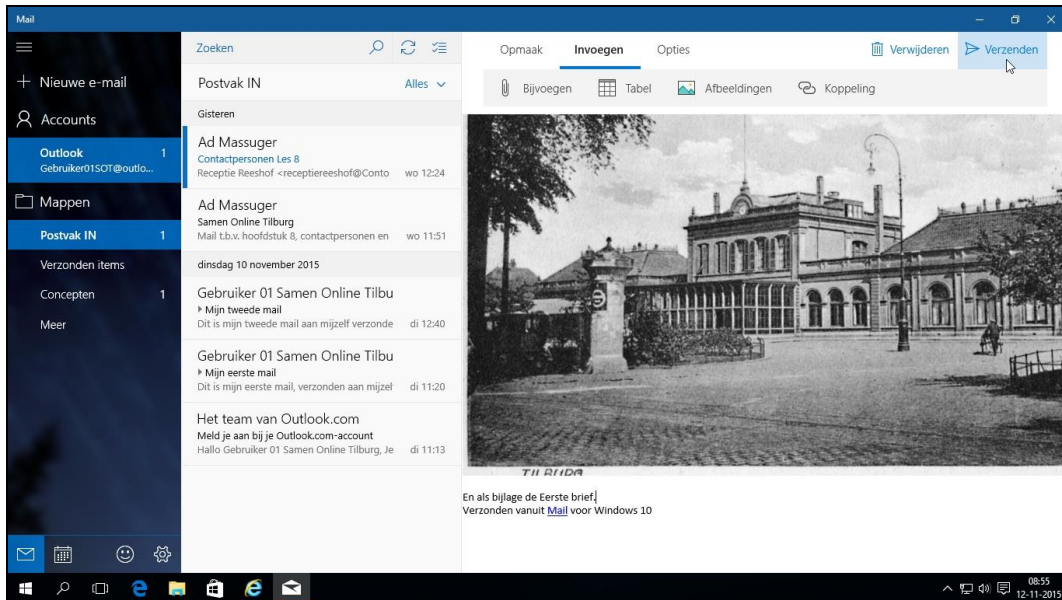 Mail
Nieuwe e-mail
Accounts
Outlook 1
Gebruiker01SOT@outlo...
Mappen
Postvak IN 1
Verzonden items
Concepten 1
Meer
Zoeken
Postvak IN Alles
Gisteren
Ad Massuger
Contactpersonen Les 8
Receptie Reeshof <receptiereeshof@Conto wo 12:24
Ad Massuger
Samen Online Tilburg
Mail t.b.v. hoofdstuk 8, contactpersonen en wo 11:51
dinsdag 10 november 2015
Gebruiker 01 Samen Online Tilbu
Mijn tweede mail
Dit is mijn tweede mail aan mijzelf verzonde di 12:40
Gebruiker 01 Samen Online Tilbu
Mijn eerste mail
Dit is mijn eerste mail, verzonden aan mijzel di 11:20
Het team van Outlook.com
Meld je aan bij je Outlook.com-account
Hallo Gebruiker 01 Samen Online Tilburg, Je di 11:13
Opmaak Invoegen Opties Verwijderen Verzenden
Bijvoegen Tabel Afbeeldingen Koppeling
TILBURG
En als bijlage de Eerste brief.
Verzonden vanuit Mail voor Windows 10
08:55
12-11-2015